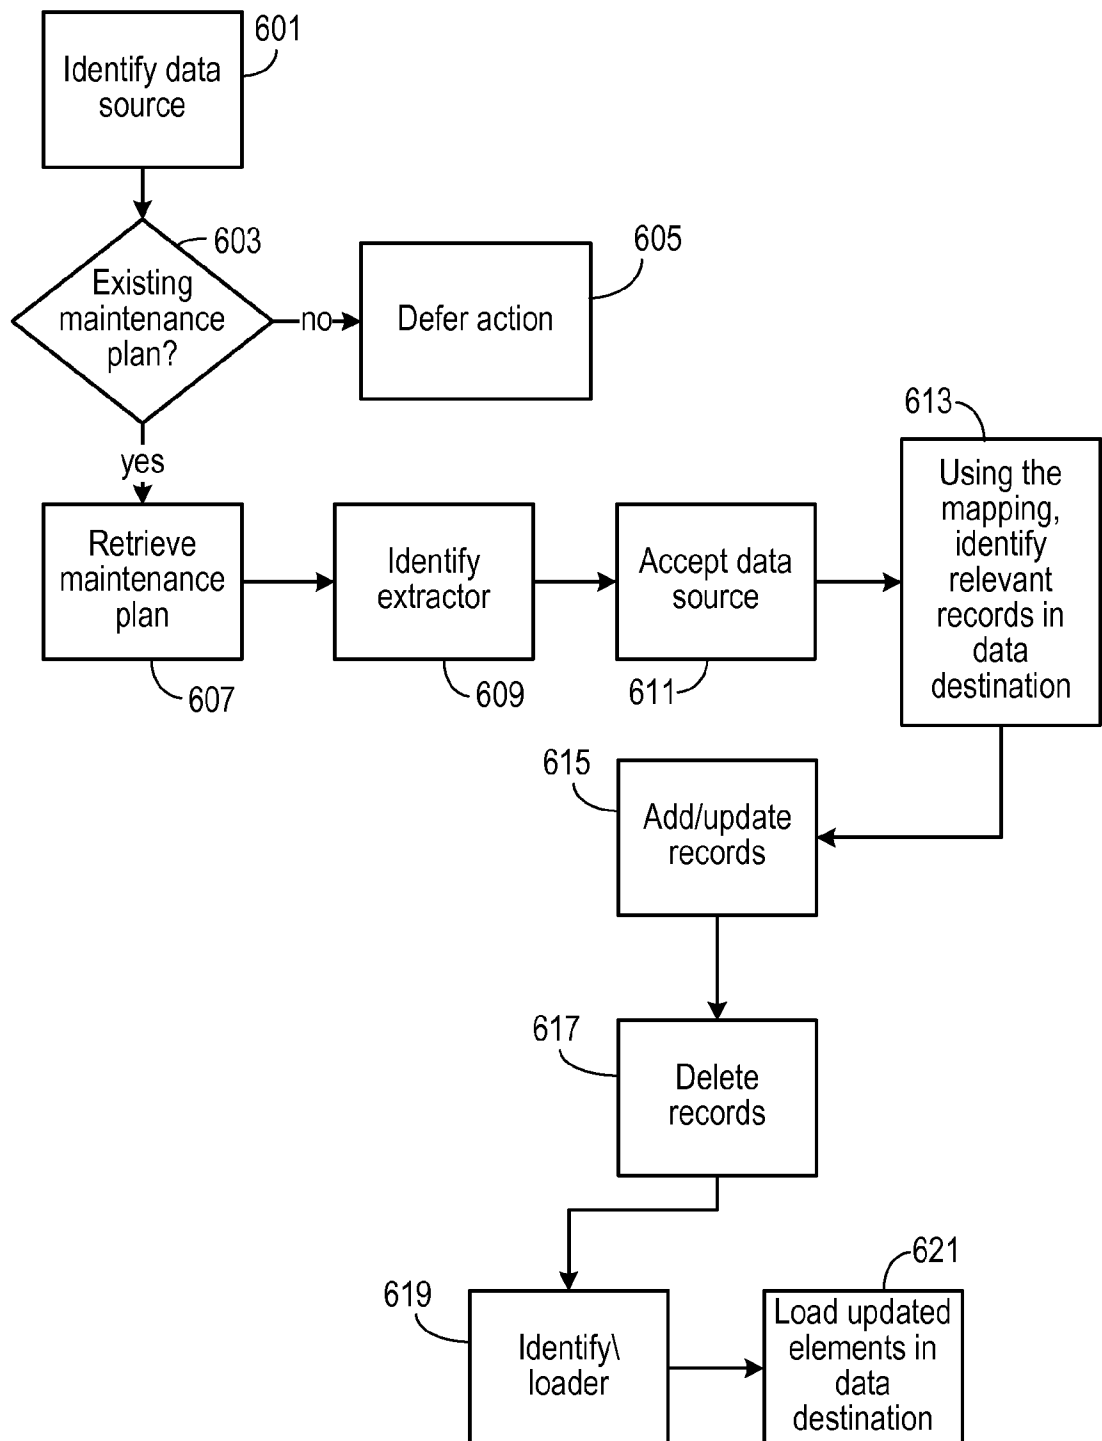 601
Identify data
source
603
Existing
maintenance
plan?
no
605
Defer action
yes
607
Retrieve
maintenance
plan
609
Identify
extractor
611
Accept data
source
613
Using the
mapping,
identify
relevant
records in
data
destination
615
Add/update
records
617
Delete
records
619
Identify\
loader
621
Load updated
elements in
data
destination